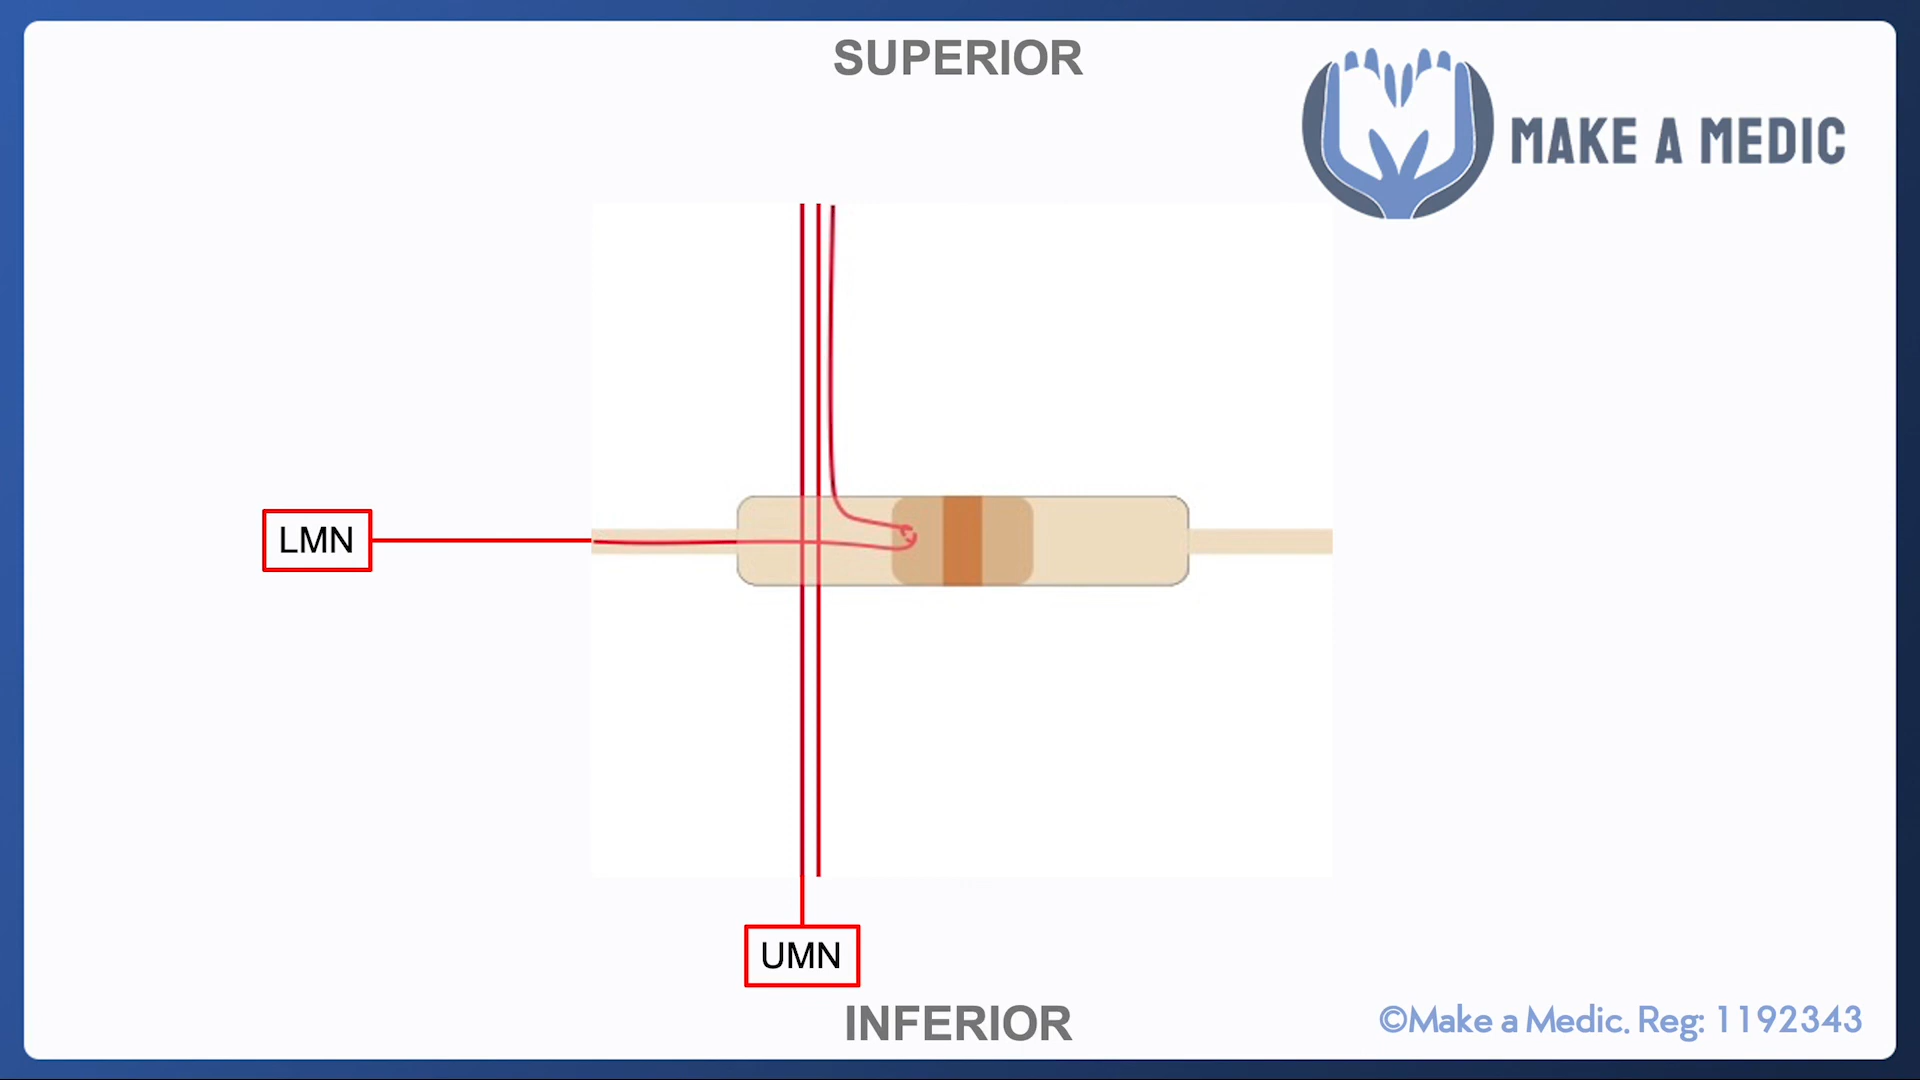 SUPERIOR
MAKE A MEDIC
LMN
UMN
INFERIOR
©Make a Medic. Reg: 1192343